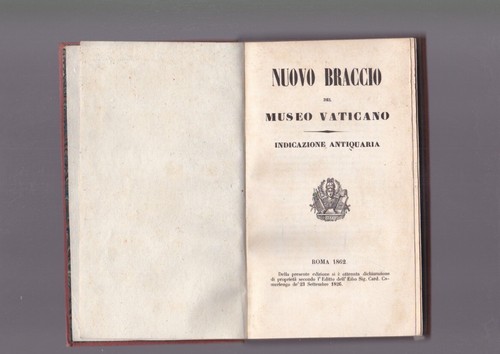 NUOVO BRACCIO
DEL
MUSEO VATICANO
INDICAZIONE ANTIQUARIA
ROMA 1862
Della presente edizione si è ottenuta dichiarazione
di proprietà secondo l'Editto dell'Emo Sig. Card. Ca-
merlengo de' 23 Settembre 1826.